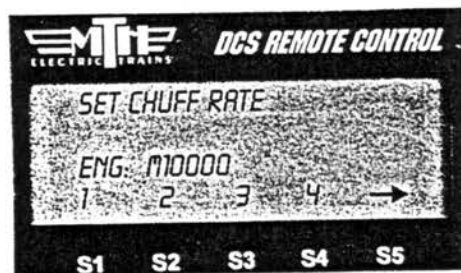 MTH DCS REMOTE CONTROL
ELECTRIC TRAINS
SET CHUFF RATE
ENG: M10000
1 2 3 4 →
S1 S2 S3 S4 S5